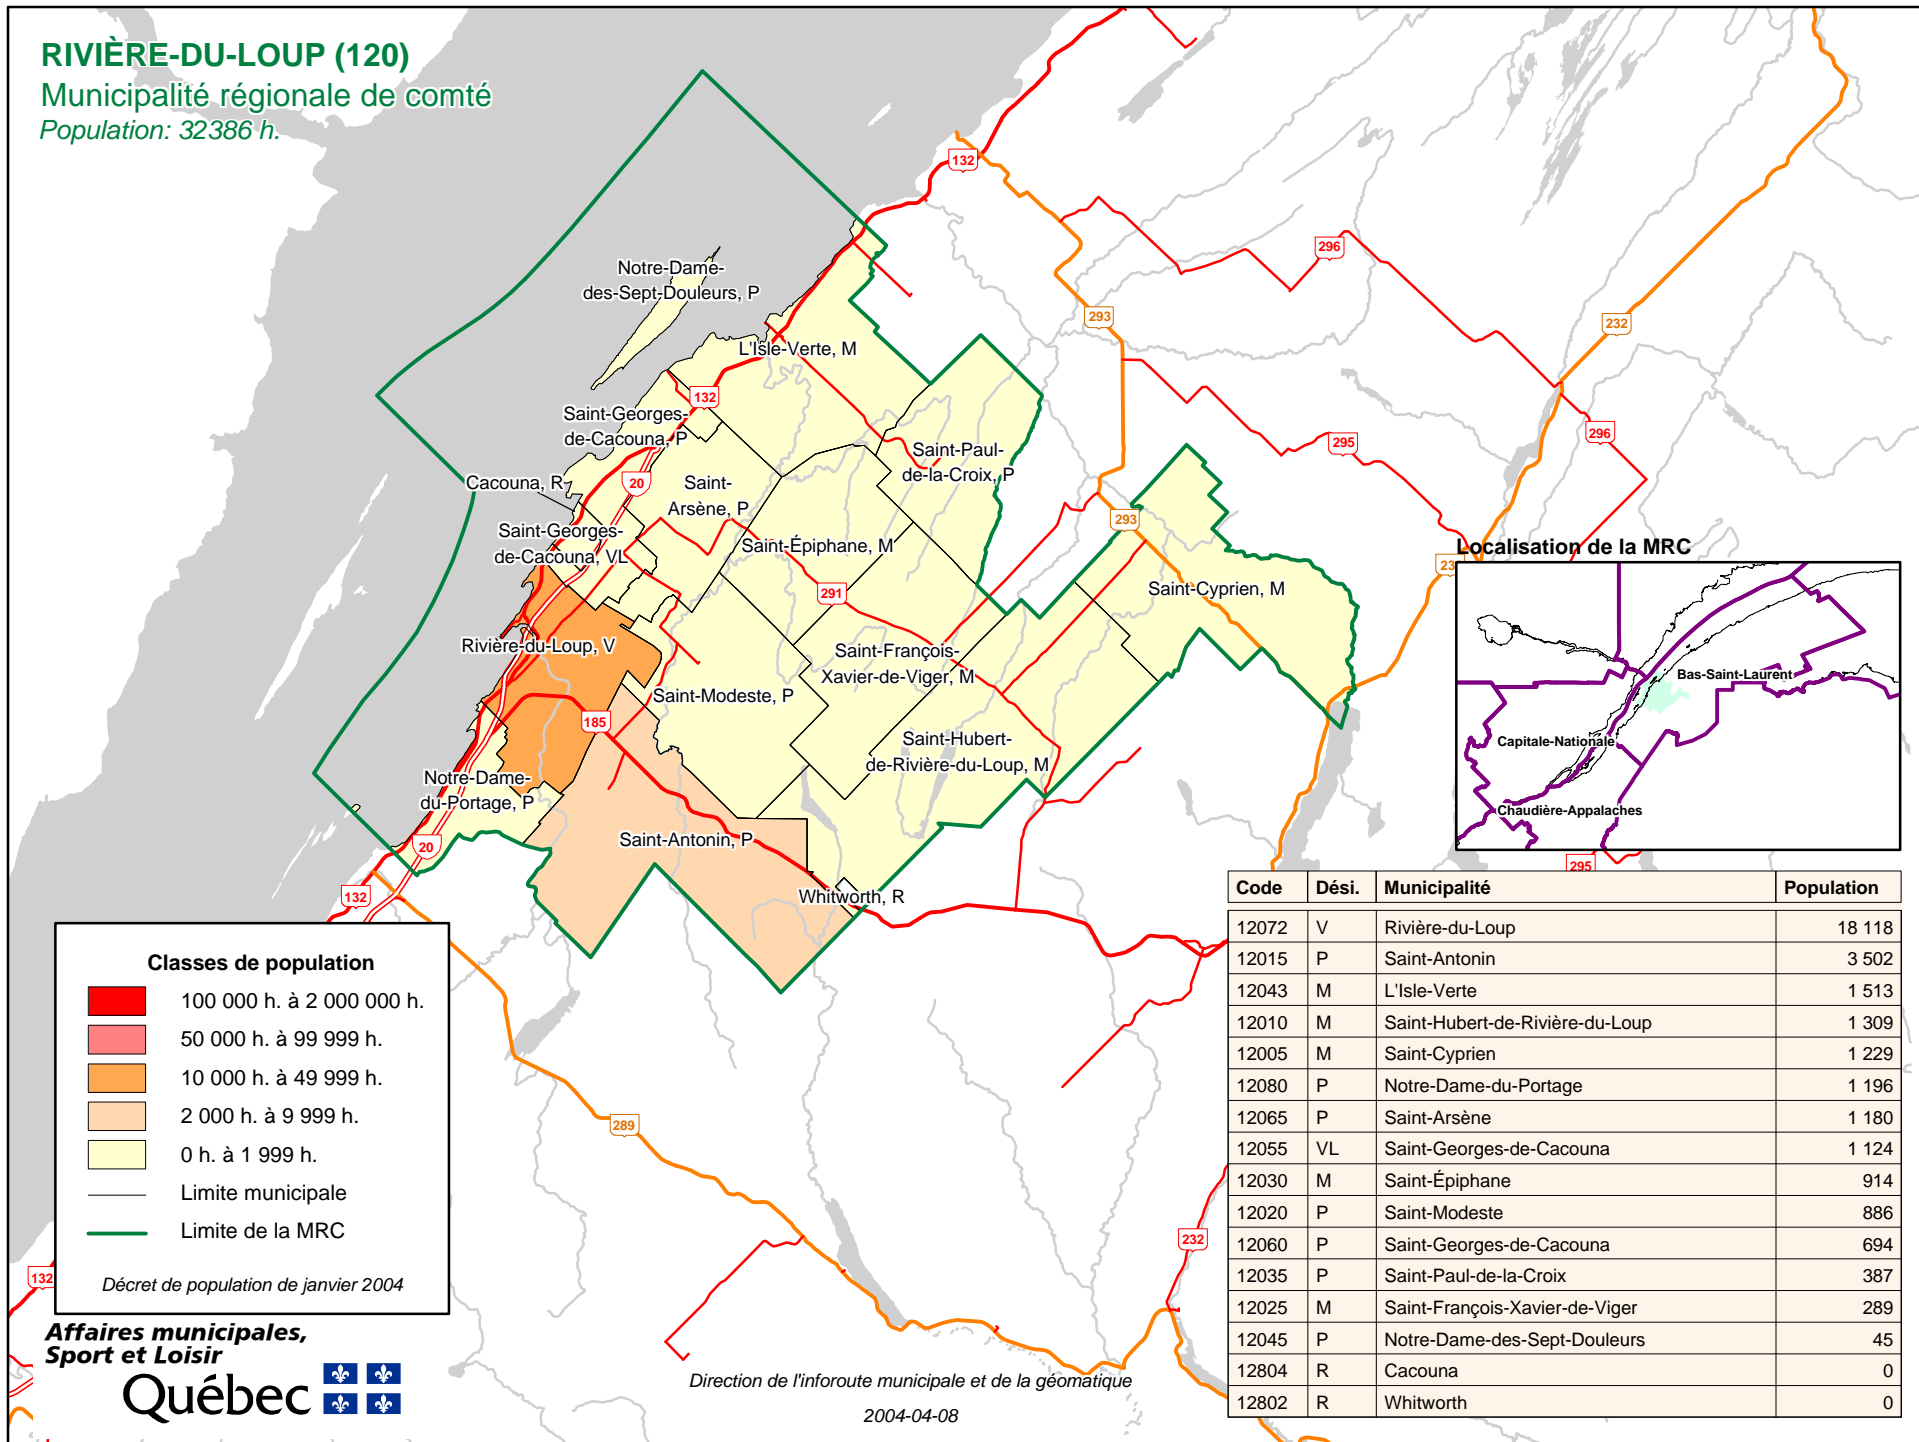 RIVIÈRE-DU-LOUP (120)
Municipalité régionale de comté
Population: 32386 h.
132
296
293
232
Notre-Dame-
des-Sept-Douleurs, P
L'Isle-Verte, M
132
Saint-Georges-
de-Cacouna, P
295
296
Saint-Paul-
de-la-Croix, P
Cacouna, R
20
Saint-
Arsène, P
293
Saint-Georges-
de-Cacouna, VL
Saint-Épiphane, M
291
Saint-Cyprien, M
23
Rivière-du-Loup, V
Saint-François-
Xavier-de-Viger, M
Saint-Modeste, P
185
Saint-Hubert-
de-Rivière-du-Loup, M
Notre-Dame-
du-Portage, P
20
Saint-Antonin, P
132
Whitworth, R
Localisation de la MRC
Bas-Saint-Laurent
Capitale-Nationale
Chaudière-Appalaches
295
Code Dési. Municipalité Population
12072 V Rivière-du-Loup 18 118
12015 P Saint-Antonin 3 502
12043 M L'Isle-Verte 1 513
12010 M Saint-Hubert-de-Rivière-du-Loup 1 309
12005 M Saint-Cyprien 1 229
12080 P Notre-Dame-du-Portage 1 196
12065 P Saint-Arsène 1 180
12055 VL Saint-Georges-de-Cacouna 1 124
12030 M Saint-Épiphane 914
12020 P Saint-Modeste 886
12060 P Saint-Georges-de-Cacouna 694
12035 P Saint-Paul-de-la-Croix 387
12025 M Saint-François-Xavier-de-Viger 289
12045 P Notre-Dame-des-Sept-Douleurs 45
12804 R Cacouna 0
12802 R Whitworth 0
Classes de population
100 000 h. à 2 000 000 h.
50 000 h. à 99 999 h.
10 000 h. à 49 999 h.
2 000 h. à 9 999 h.
0 h. à 1 999 h.
Limite municipale
Limite de la MRC
Décret de population de janvier 2004
289
232
132
Affaires municipales,
Sport et Loisir
Québec
Direction de l'inforoute municipale et de la géomatique
2004-04-08